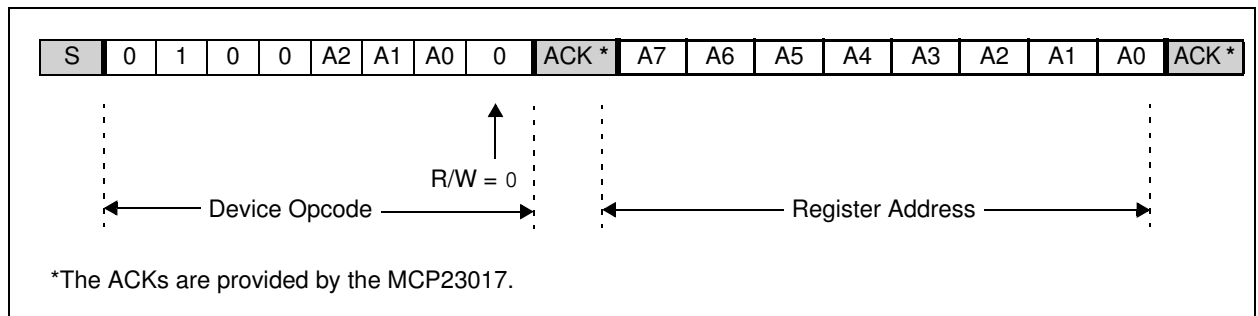 S 0 1 0 0 A2 A1 A0 0 ACK * A7 A6 A5 A4 A3 A2 A1 A0 ACK *
R/W = 0
Device Opcode Register Address
*The ACKs are provided by the MCP23017.